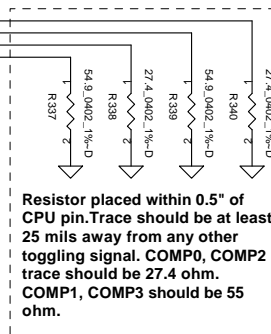 1
54.9_0402_1%~D
R337
2
1
27.4_0402_1%~D
R338
2
1
54.9_0402_1%~D
R339
2
1
27.4_0402_1%~D
R340
2
Resistor placed within 0.5" of
CPU pin.Trace should be at least
25 mils away from any other
toggling signal. COMP0, COMP2
trace should be 27.4 ohm.
COMP1, COMP3 should be 55
ohm.